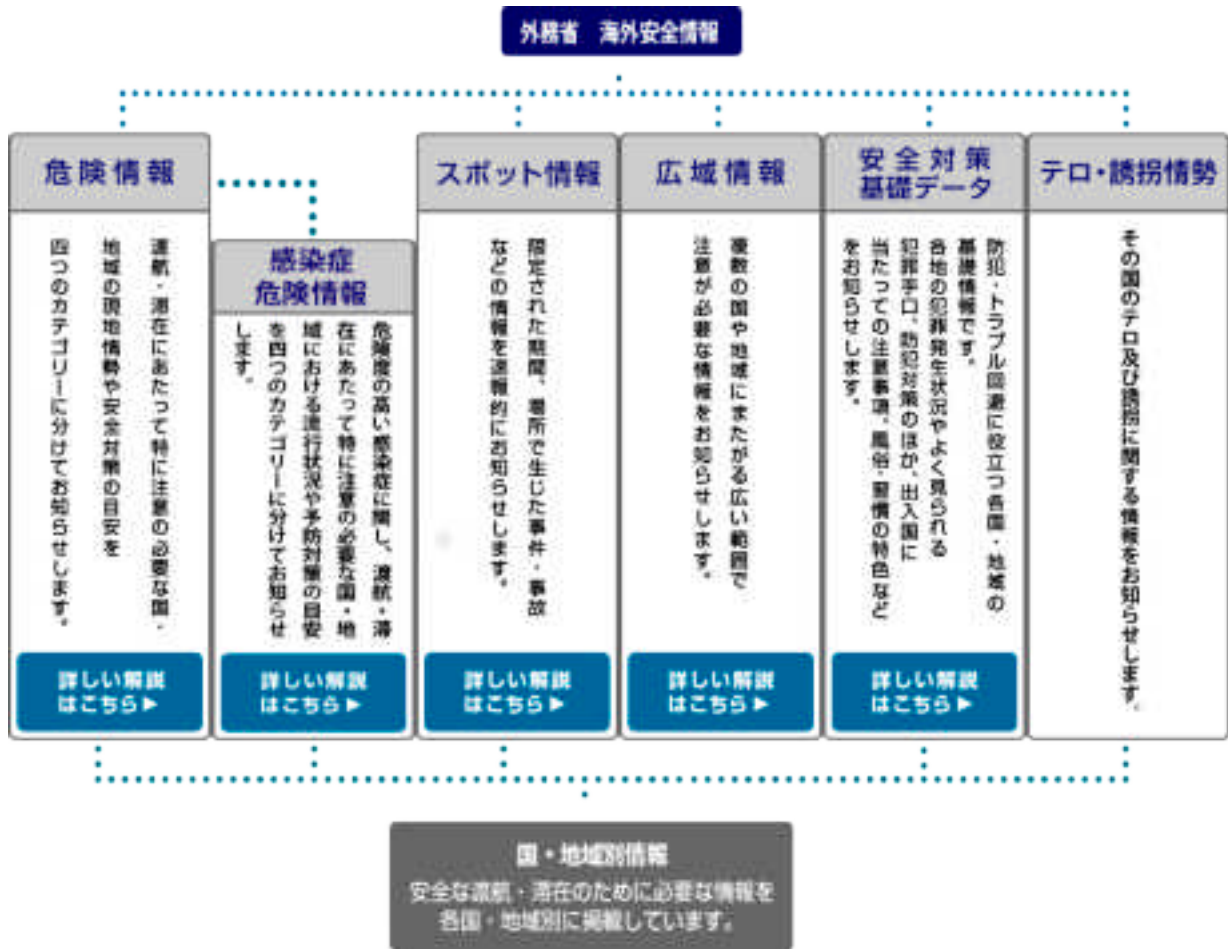 外務省 海外安全情報
危険情報
渡航・滞在にあたって特に注意の必要な国・
地域の現地情勢や安全対策の目安を
四つのカテゴリーに分けてお知らせします。
詳しい解説
はこちら▶
感染症
危険情報
危険度の高い感染症に関し、渡航・滞
在にあたって特に注意の必要な国・地
域における流行状況や予防対策の目安
を四つのカテゴリーに分けてお知らせ
します。
詳しい解説
はこちら▶
スポット情報
限定された期間、場所で生じた事件・事故
などの情報を速報的にお知らせします。
詳しい解説
はこちら▶
広域情報
複数の国や地域にまたがる広い範囲で
注意が必要な情報をお知らせします。
詳しい解説
はこちら▶
安全対策
基礎データ
防犯・トラブル回避に役立つ各国・地域の
基礎情報です。
各地の犯罪発生状況やよく見られる
犯罪手口、防犯対策のほか、出入国に
当たっての注意事項、風俗・習慣の特色など
をお知らせします。
詳しい解説
はこちら▶
テロ・誘拐情勢
その国のテロ及び誘拐に関する情報をお知らせします。
国・地域別情報
安全な渡航・滞在のために必要な情報を
各国・地域別に掲載しています。